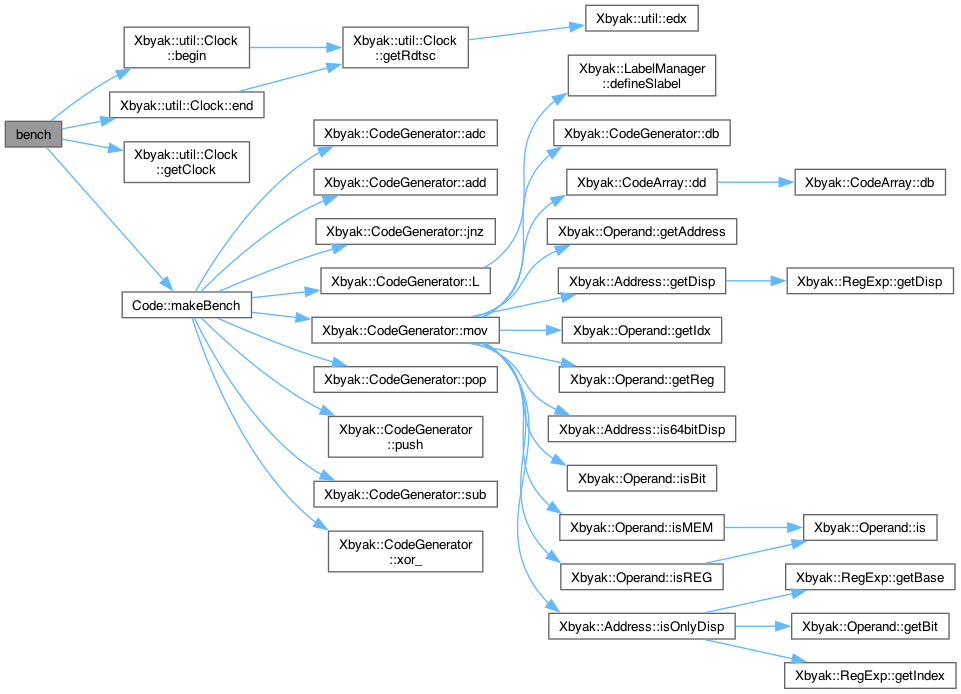 bench
Xbyak::util::Clock
::begin
Xbyak::util::Clock::end
Xbyak::util::Clock
::getClock
Code::makeBench
Xbyak::util::Clock
::getRdtsc
Xbyak::CodeGenerator::adc
Xbyak::CodeGenerator::add
Xbyak::CodeGenerator::jnz
Xbyak::CodeGenerator::L
Xbyak::CodeGenerator::mov
Xbyak::CodeGenerator::pop
Xbyak::CodeGenerator
::push
Xbyak::CodeGenerator::sub
Xbyak::CodeGenerator
::xor_
Xbyak::util::edx
Xbyak::LabelManager
::defineSlabel
Xbyak::CodeGenerator::db
Xbyak::CodeArray::dd
Xbyak::Operand::getAddress
Xbyak::Address::getDisp
Xbyak::Operand::getIdx
Xbyak::Operand::getReg
Xbyak::Address::is64bitDisp
Xbyak::Operand::isBit
Xbyak::Operand::isMEM
Xbyak::Operand::isREG
Xbyak::Address::isOnlyDisp
Xbyak::CodeArray::db
Xbyak::RegExp::getDisp
Xbyak::Operand::is
Xbyak::RegExp::getBase
Xbyak::Operand::getBit
Xbyak::RegExp::getIndex